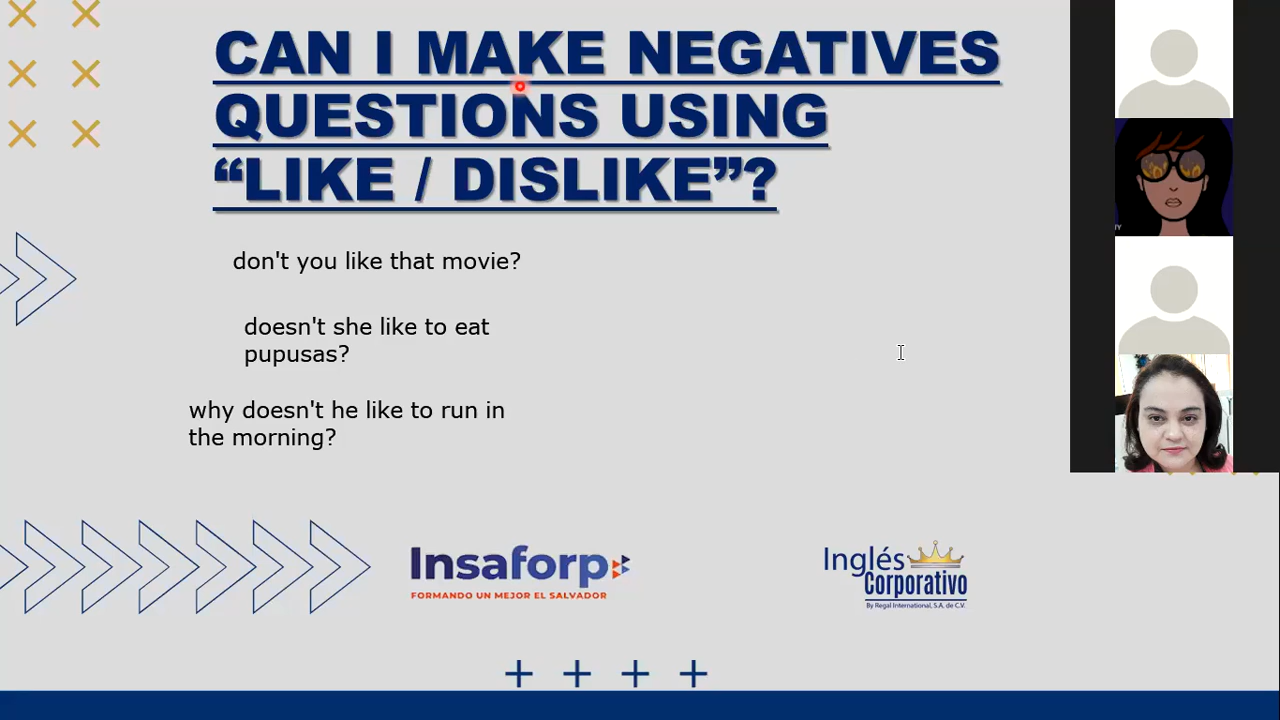 CAN I MAKE NEGATIVES
QUESTIONS USING
“LIKE / DISLIKE”?
don't you like that movie?
doesn't she like to eat
pupusas?
why doesn't he like to run in
the morning?
Insaforp
FORMANDO UN MEJOR EL SALVADOR
Inglés
Corporativo
By Regal International, S.A. de C.V.